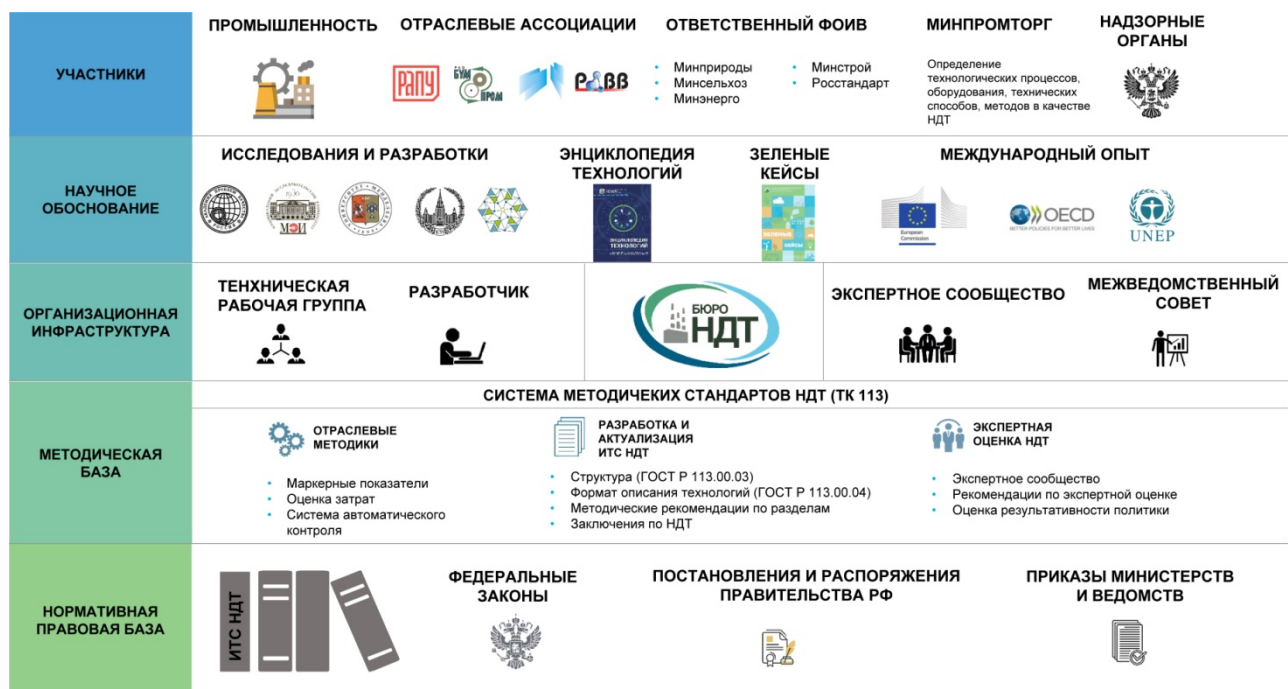 УЧАСТНИКИ
ПРОМЫШЛЕННОСТЬ
ОТРАСЛЕВЫЕ АССОЦИАЦИИ
РАПУ
БУМ
ПРОМ
РАВВ
ОТВЕТСТВЕННЫЙ ФОИВ
• Минприроды
• Минсельхоз
• Минэнерго
• Минстрой
• Росстандарт
МИНПРОМТОРГ
Определение
технологических процессов,
оборудования, технических
способов, методов в качестве
НДТ
НАДЗОРНЫЕ
ОРГАНЫ
НАУЧНОЕ
ОБОСНОВАНИЕ
ИССЛЕДОВАНИЯ И РАЗРАБОТКИ
1930
МЭИ
ЭНЦИКЛОПЕДИЯ
ТЕХНОЛОГИЙ
ЭНЦИКЛОПЕДИЯ
ТЕХНОЛОГИЙ
ЗЕЛЕНЫЕ
КЕЙСЫ
ЗЕЛЕНЫЕ
КЕЙСЫ
МЕЖДУНАРОДНЫЙ ОПЫТ
European
Commission
OECD
BETTER POLICIES FOR BETTER LIVES
UNEP
ОРГАНИЗАЦИОННАЯ
ИНФРАСТРУКТУРА
ТЕНХНИЧЕСКАЯ
РАБОЧАЯ ГРУППА
РАЗРАБОТЧИК
БЮРО
НДТ
ЭКСПЕРТНОЕ СООБЩЕСТВО
МЕЖВЕДОМСТВЕННЫЙ
СОВЕТ
МЕТОДИЧЕСКАЯ
БАЗА
СИСТЕМА МЕТОДИЧЕКИХ СТАНДАРТОВ НДТ (ТК 113)
ОТРАСЛЕВЫЕ
МЕТОДИКИ
• Маркерные показатели
• Оценка затрат
• Система автоматического
контроля
РАЗРАБОТКА И
АКТУАЛИЗАЦИЯ
ИТС НДТ
• Структура (ГОСТ Р 113.00.03)
• Формат описания технологий (ГОСТ Р 113.00.04)
• Методические рекомендации по разделам
• Заключения по НДТ
ЭКСПЕРТНАЯ
ОЦЕНКА НДТ
• Экспертное сообщество
• Рекомендации по экспертной оценке
• Оценка результативности политики
НОРМАТИВНАЯ
ПРАВОВАЯ БАЗА
ИТС НДТ
ФЕДЕРАЛЬНЫЕ
ЗАКОНЫ
ПОСТАНОВЛЕНИЯ И РАСПОРЯЖЕНИЯ
ПРАВИТЕЛЬСТВА РФ
ПРИКАЗЫ МИНИСТЕРСТВ
И ВЕДОМСТВ